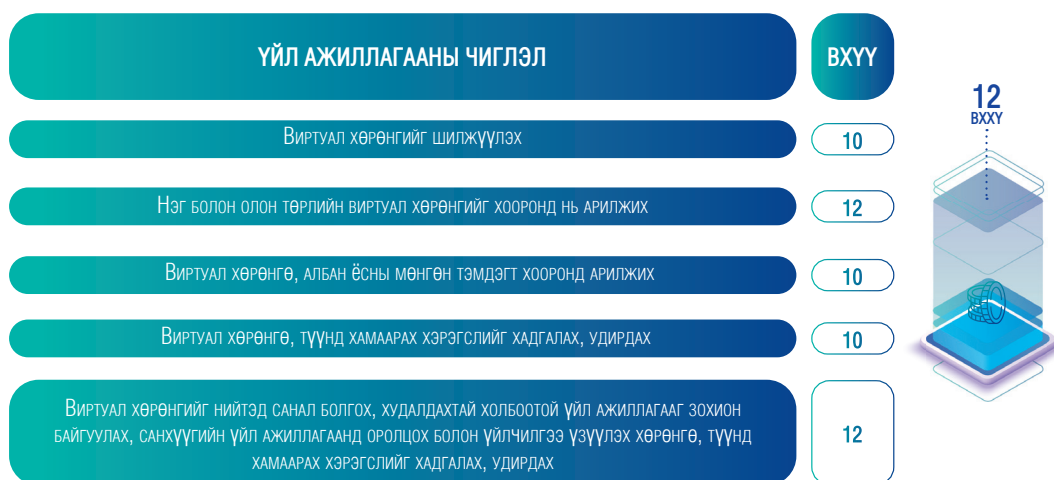 ҮЙЛ АЖИЛЛАГААНЫ ЧИГЛЭЛ
ВХҮҮ
Виртуал хөрөнгийг шилжүүлэх
10
Нэг болон олон төрлийн виртуал хөрөнгийг хооронд нь арилжих
12
Виртуал хөрөнгө, албан ёсны мөнгөн тэмдэгт хооронд арилжих
10
Виртуал хөрөнгө, түүнд хамаарах хэрэгслийг хадгалах, удирдах
10
Виртуал хөрөнгийг нийтэд санал болгох, худалдахтай холбоотой үйл ажиллагааг зохион
байгуулах, санхүүгийн үйл ажиллагаанд оролцох болон үйлчилгээ үзүүлэх хөрөнгө, түүнд
хамаарах хэрэгслийг хадгалах, удирдах
12
12
ВХХҮ